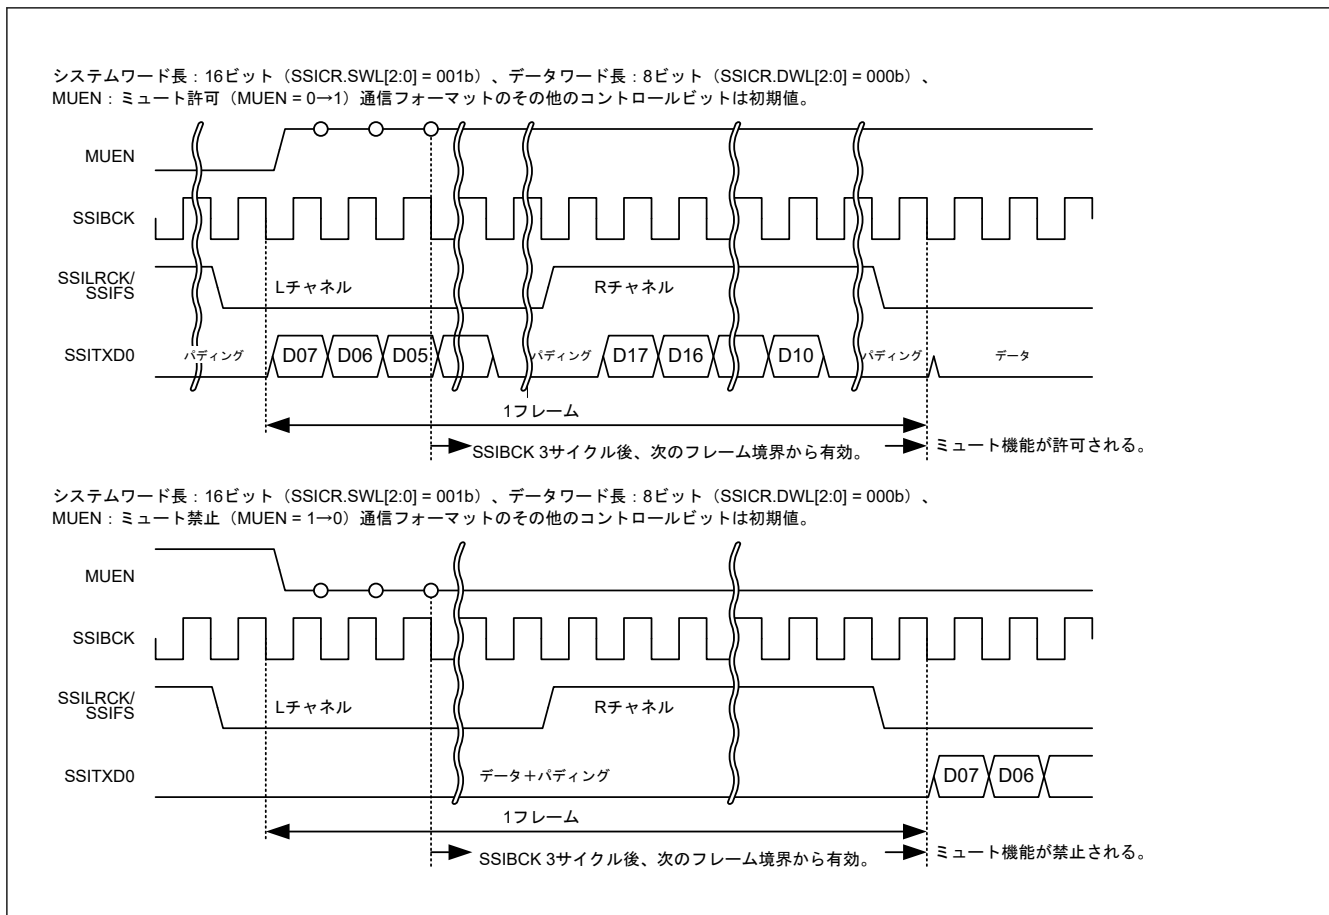 システムワード長：16ビット（SSICR.SWL[2:0] = 001b）、データワード長：8ビット（SSICR.DWL[2:0] = 000b）、
MUEN：ミュート許可（MUEN = 0→1）通信フォーマットのその他のコントロールビットは初期値。
MUEN
SSIBCK
SSILRCK/
SSIFS
Lチャネル
Rチャネル
SSITXD0
パディング
D07
D06
D05
パディング
D17
D16
D10
パディング
データ
1フレーム
SSIBCK 3サイクル後、次のフレーム境界から有効。
ミュート機能が許可される。
システムワード長：16ビット（SSICR.SWL[2:0] = 001b）、データワード長：8ビット（SSICR.DWL[2:0] = 000b）、
MUEN：ミュート禁止（MUEN = 1→0）通信フォーマットのその他のコントロールビットは初期値。
MUEN
SSIBCK
SSILRCK/
SSIFS
Lチャネル
Rチャネル
SSITXD0
データ＋パディング
D07
D06
1フレーム
SSIBCK 3サイクル後、次のフレーム境界から有効。
ミュート機能が禁止される。